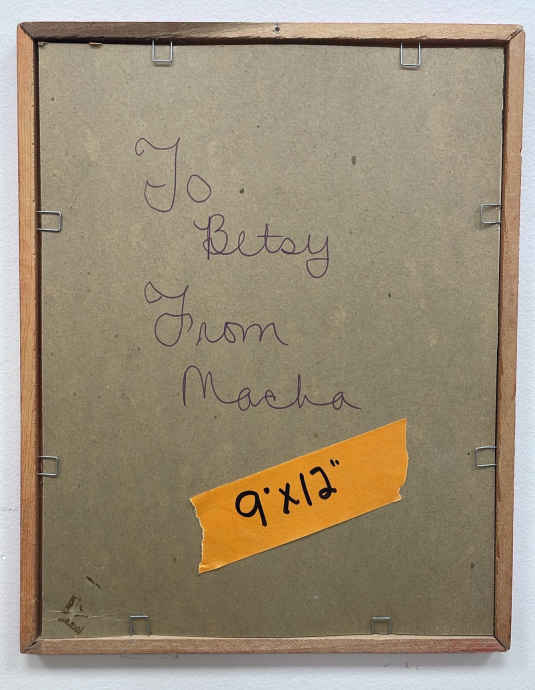 To
Betsy
From
Macha
9"x12"